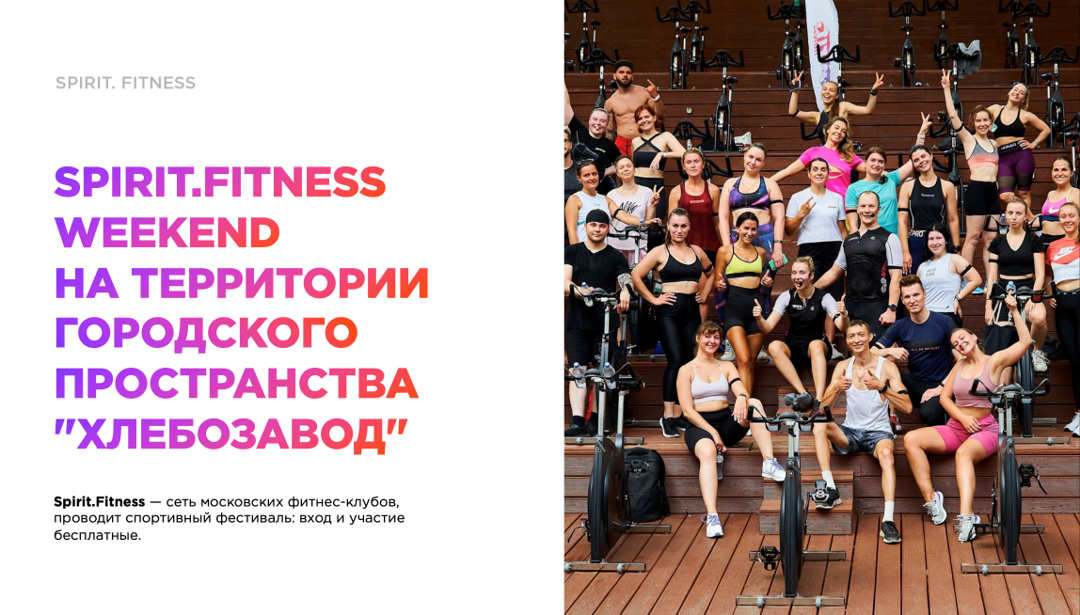 SPIRIT. FITNESS
SPIRIT.FITNESS
WEEKEND
НА ТЕРРИТОРИИ
ГОРОДСКОГО
ПРОСТРАНСТВА
"ХЛЕБОЗАВОД"
Spirit.Fitness — сеть московских фитнес-клубов,
проводит спортивный фестиваль: вход и участие
бесплатные.